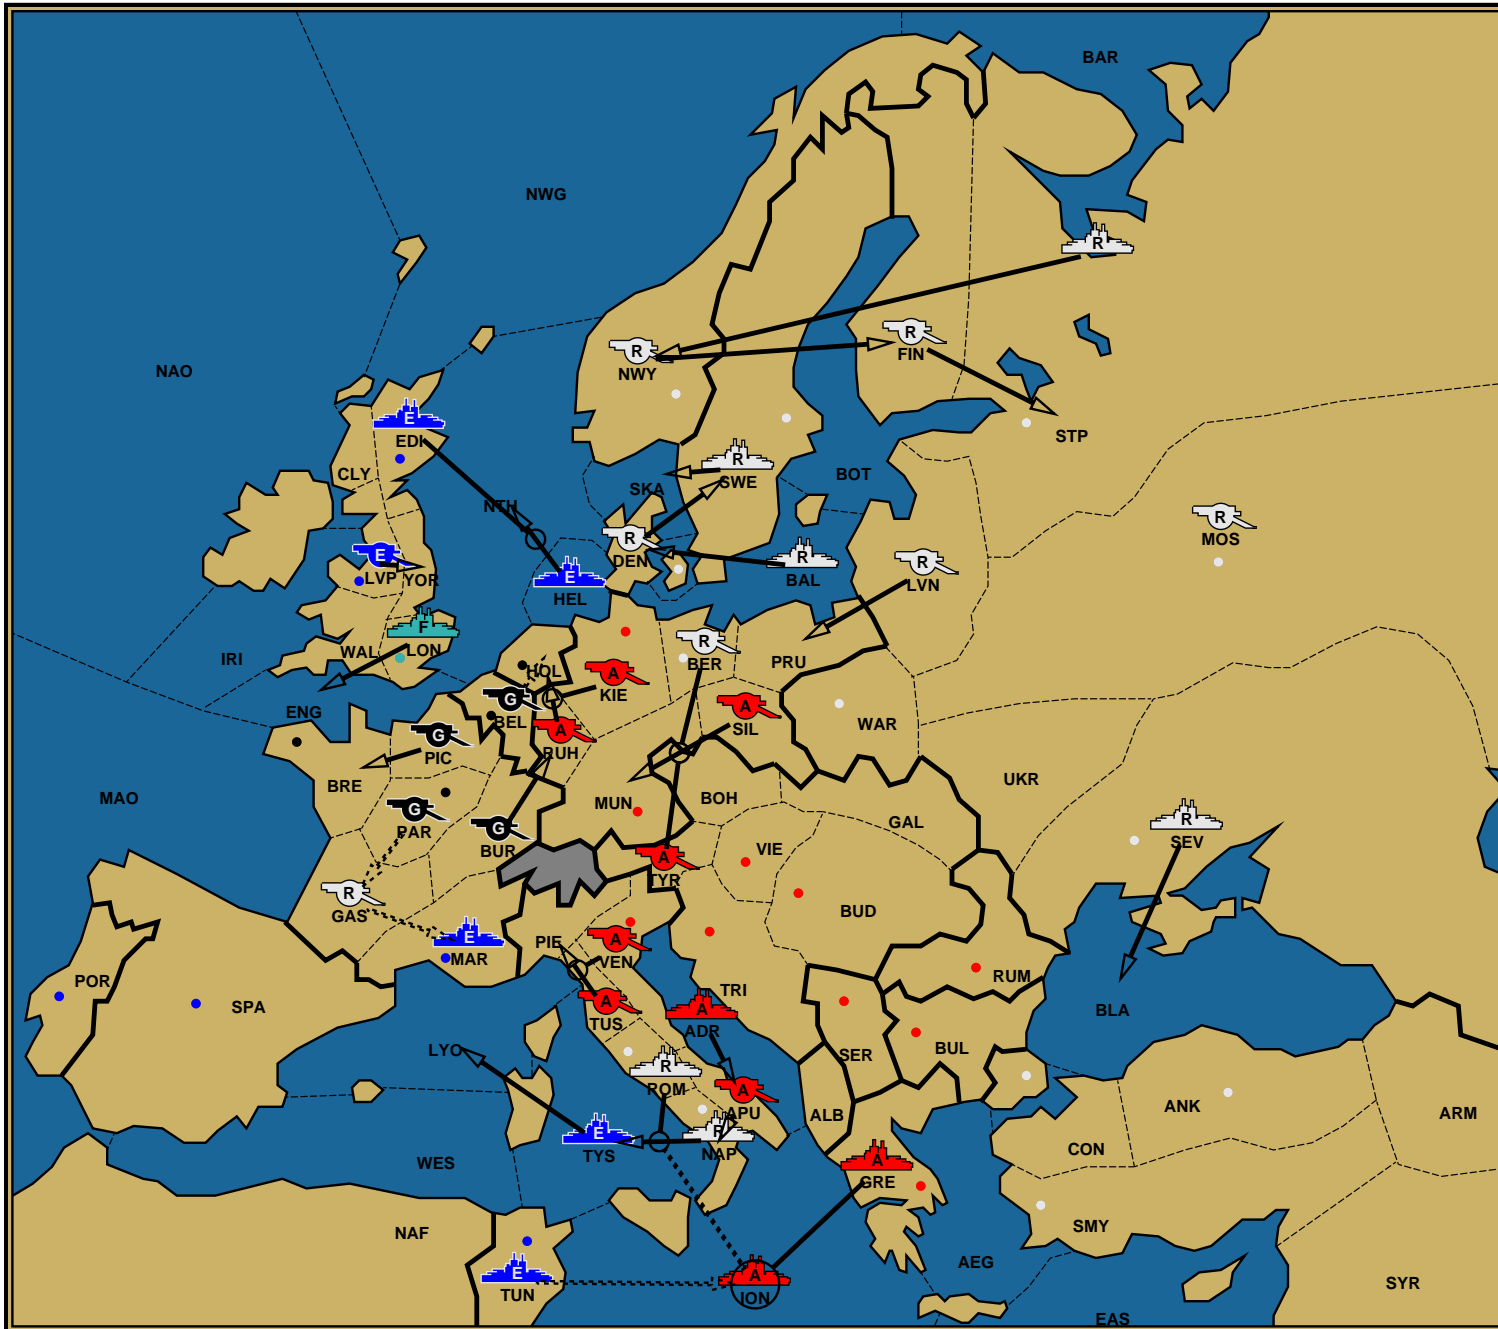 BAR
NWG
R
R
FIN
R
NWY
NAO
E
EDI
STP
CLY
R
SWE
BOT
SKA
NTH
R
MOS
R
DEN
E
LVP
YOR
R
BAL
R
LVN
E
HEL
F
LON
WAL
IRI
R
BER
PRU
HOL
A
KIE
G
BEL
ENG
A
SIL
WAR
G
PIC
A
RUH
UKR
BRE
MAO
MUN
BOH
G
PAR
G
BUR
GAL
R
SEV
VIE
A
TYR
R
GAS
BUD
E
MAR
PIE
A
VEN
RUM
POR
SPA
A
TUS
TRI
A
ADR
BLA
LYO
SER
BUL
R
ROM
A
APU
ALB
ANK
ARM
E
TYS
R
NAP
CON
WES
A
GRE
NAF
SMY
AEG
E
TUN
A
ION
SYR
EAS